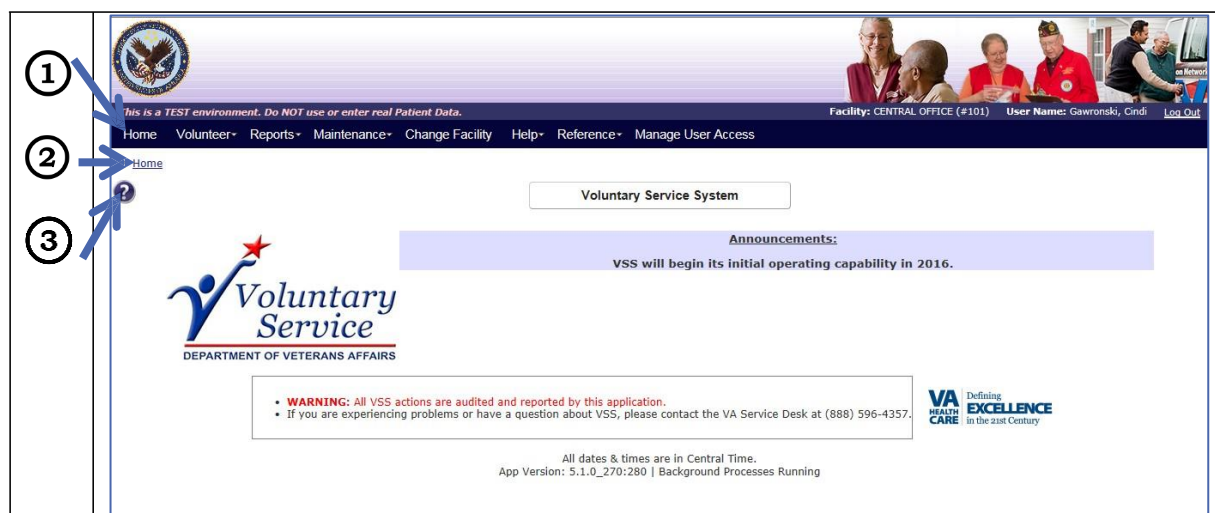 1
This is a TEST environment. Do NOT use or enter real Patient Data.
Facility: CENTRAL OFFICE (#101) User Name: Gawronski, Cindi Log Out
on Network
Home Volunteer Reports Maintenance Change Facility Help Reference Manage User Access
2
Home
?
Voluntary Service System
3
Announcements:
VSS will begin its initial operating capability in 2016.
Voluntary
Service
DEPARTMENT OF VETERANS AFFAIRS
• WARNING: All VSS actions are audited and reported by this application.
• If you are experiencing problems or have a question about VSS, please contact the VA Service Desk at (888) 596-4357.
VA
HEALTH
CARE
Defining
EXCELLENCE
in the 21st Century
All dates & times are in Central Time.
App Version: 5.1.0_270:280 | Background Processes Running